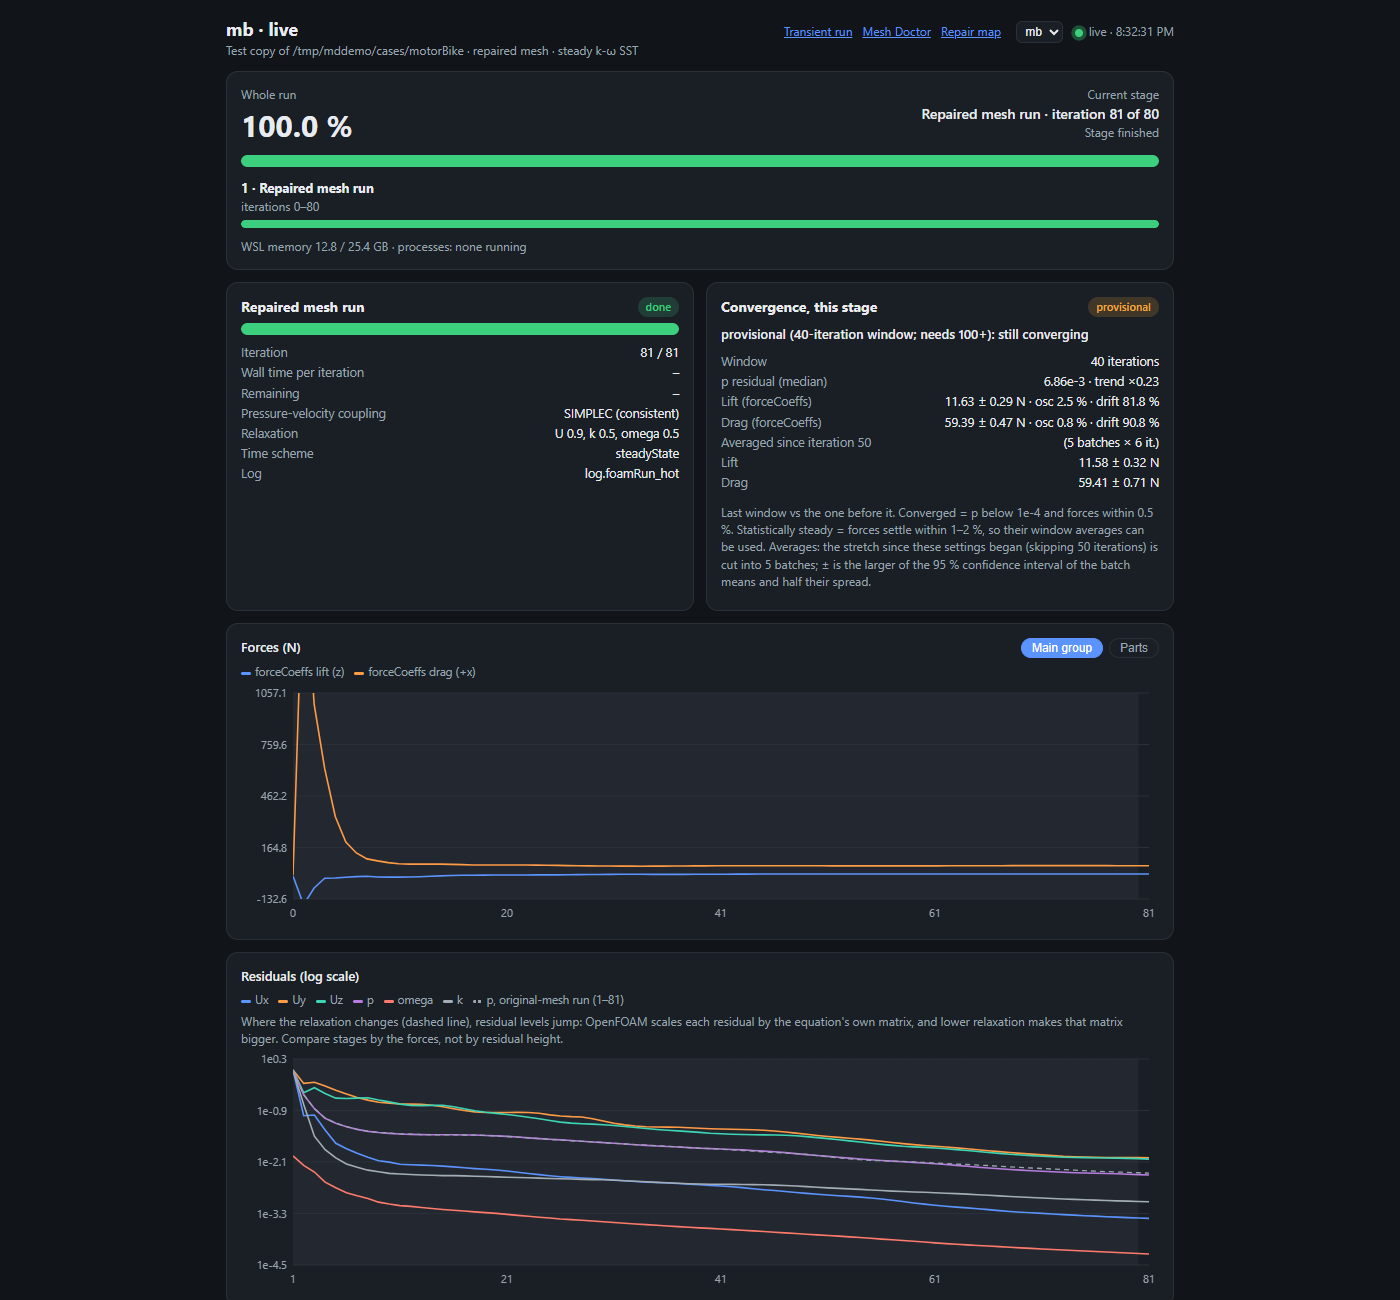 mb · live
Test copy of /tmp/mddemo/cases/motorBike · repaired mesh · steady k-ω SST
Transient run Mesh Doctor Repair map mb live · 8:32:31 PM
Whole run
100.0 %
Current stage
Repaired mesh run · iteration 81 of 80
Stage finished
1 · Repaired mesh run
iterations 0–80
WSL memory 12.8 / 25.4 GB · processes: none running
Repaired mesh run done
Iteration 81 / 81
Wall time per iteration –
Remaining –
Pressure-velocity coupling SIMPLEC (consistent)
Relaxation U 0.9, k 0.5, omega 0.5
Time scheme steadyState
Log log.foamRun_hot
Convergence, this stage provisional
provisional (40-iteration window; needs 100+): still converging
Window 40 iterations
p residual (median) 6.86e-3 · trend ×0.23
Lift (forceCoeffs) 11.63 ± 0.29 N · osc 2.5 % · drift 81.8 %
Drag (forceCoeffs) 59.39 ± 0.47 N · osc 0.8 % · drift 90.8 %
Averaged since iteration 50 (5 batches × 6 it.)
Lift 11.58 ± 0.32 N
Drag 59.41 ± 0.71 N
Last window vs the one before it. Converged = p below 1e-4 and forces within 0.5
%. Statistically steady = forces settle within 1–2 %, so their window averages can
be used. Averages: the stretch since these settings began (skipping 50 iterations) is
cut into 5 batches; ± is the larger of the 95 % confidence interval of the batch
means and half their spread.
Forces (N) Main group Parts
forceCoeffs lift (z) forceCoeffs drag (+x)
1057.1
759.6
462.2
164.8
-132.6
0 20 41 61 81
Residuals (log scale)
Ux Uy Uz p omega k p, original-mesh run (1–81)
Where the relaxation changes (dashed line), residual levels jump: OpenFOAM scales each residual by the equation's own matrix, and lower relaxation makes that matrix
bigger. Compare stages by the forces, not by residual height.
1e0.3
1e-0.9
1e-2.1
1e-3.3
1e-4.5
1 21 41 61 81